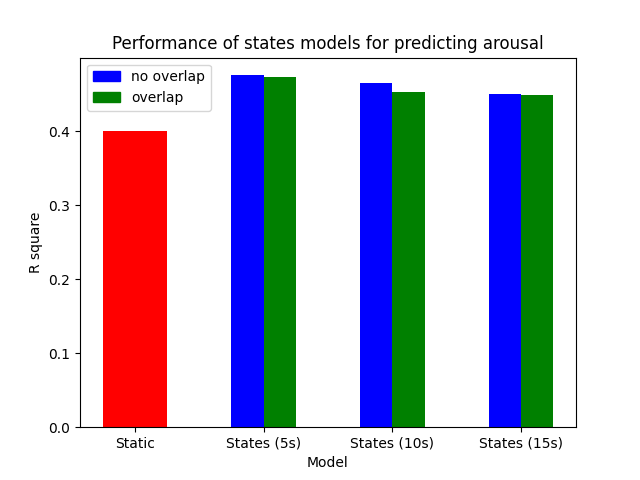 Performance of states models for predicting arousal
no overlap
overlap
R square
0.4
0.3
0.2
0.1
0.0
Static
States (5s)
States (10s)
States (15s)
Model